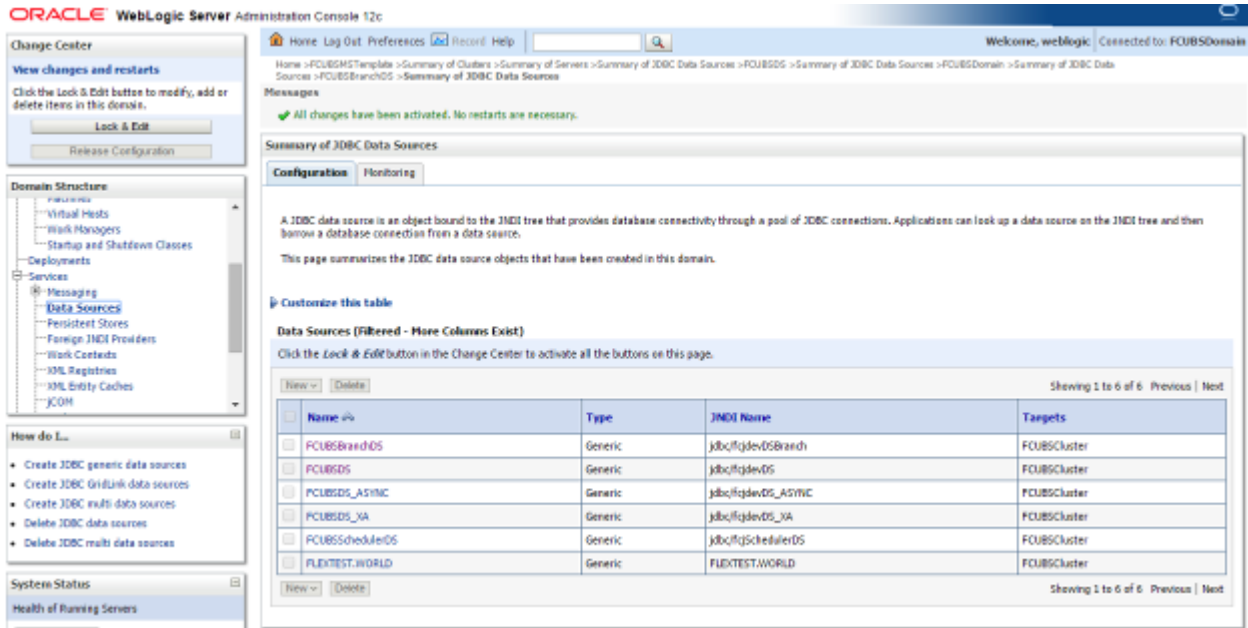 ORACLE WebLogic Server Administration Console 12c
Change Center
View changes and restarts
Click the Lock & Edit button to modify, add or
delete items in this domain.
Lock & Edit
Release Configuration
Domain Structure
Machines
Virtual Hosts
Work Managers
Startup and Shutdown Classes
Deployments
Services
Messaging
Data Sources
Persistent Stores
Foreign JNDI Providers
Work Contexts
XML Registries
XML Entity Caches
jCOM
How do I...
Create JDBC generic data sources
Create JDBC GridLink data sources
Create JDBC multi data sources
Delete JDBC data sources
Delete JDBC multi data sources
System Status
Health of Running Servers
Home Log Out Preferences Record Help
Welcome, weblogic Connected to: FCUBSDomain
Home >FCUBSMSTemplate >Summary of Clusters >Summary of Servers >Summary of JDBC Data Sources >FCUBSDS >Summary of JDBC Data Sources >FCUBSDomain >Summary of JDBC Data
Sources >FCUBSBranchDS >Summary of JDBC Data Sources
Messages
All changes have been activated. No restarts are necessary.
Summary of JDBC Data Sources
Configuration Monitoring
A JDBC data source is an object bound to the JNDI tree that provides database connectivity through a pool of JDBC connections. Applications can look up a data source on the JNDI tree and then
borrow a database connection from a data source.
This page summarizes the JDBC data source objects that have been created in this domain.
Customize this table
Data Sources (Filtered - More Columns Exist)
Click the Lock & Edit button in the Change Center to activate all the buttons on this page.
New Delete Showing 1 to 6 of 6 Previous | Next
Name Type JNDI Name Targets
FCUBSBranchDS Generic jdbc/fcjdevDSBranch FCUBSCluster
FCUBSDS Generic jdbc/fcjdevDS FCUBSCluster
FCUBSDS_ASYNC Generic jdbc/fcjdevDS_ASYNC FCUBSCluster
FCUBSDS_XA Generic jdbc/fcjdevDS_XA FCUBSCluster
FCUBSSchedulerDS Generic jdbc/fcjSchedulerDS FCUBSCluster
FLEXTEST.WORLD Generic FLEXTEST.WORLD FCUBSCluster
New Delete Showing 1 to 6 of 6 Previous | Next